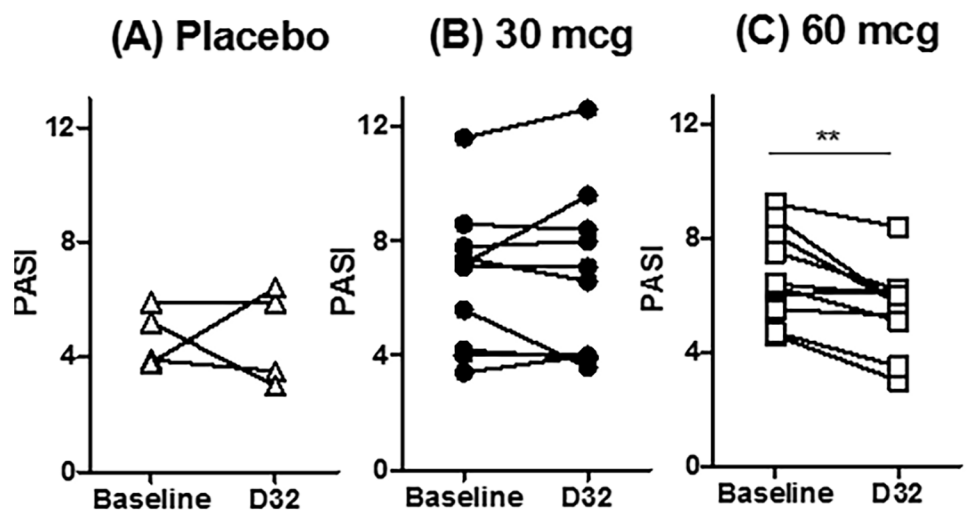 (A) Placebo
PASI
12
8
4
0
Baseline D32
(B) 30 mcg
PASI
12
8
4
0
Baseline D32
(C) 60 mcg
PASI
12
8
4
0
**
Baseline D32